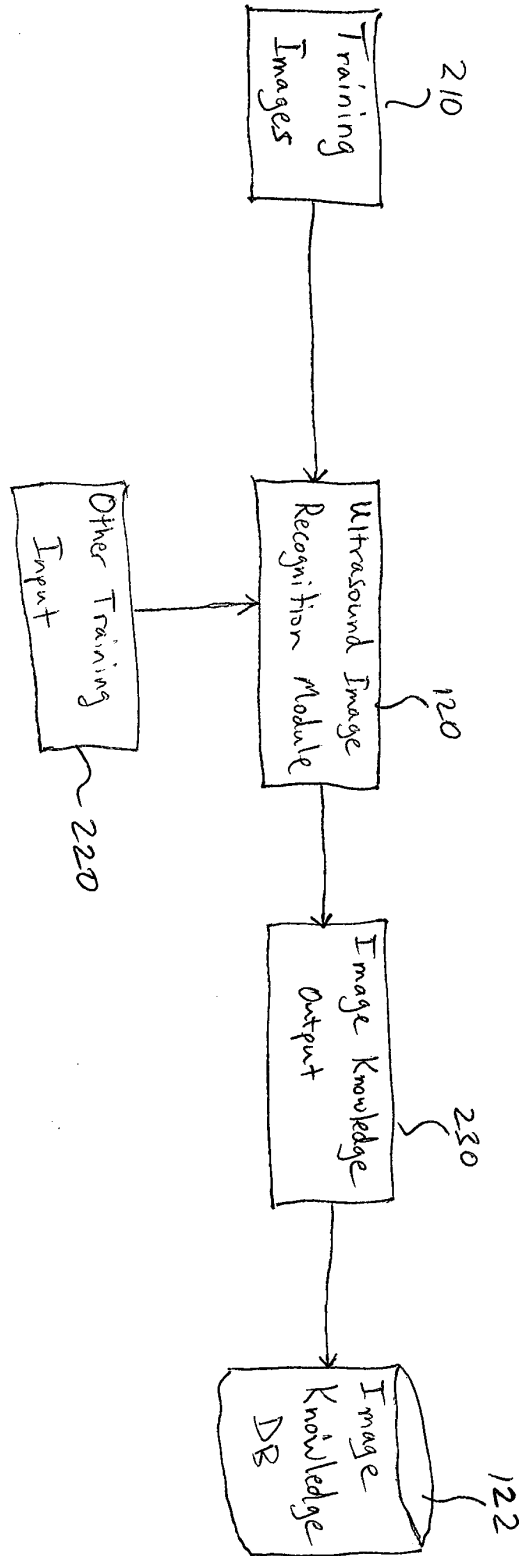 210
Training
Images
120
Ultrasound Image
Recognition Module
Other Training
Input
220
230
Image Knowledge
Output
122
Image
Knowledge
DB